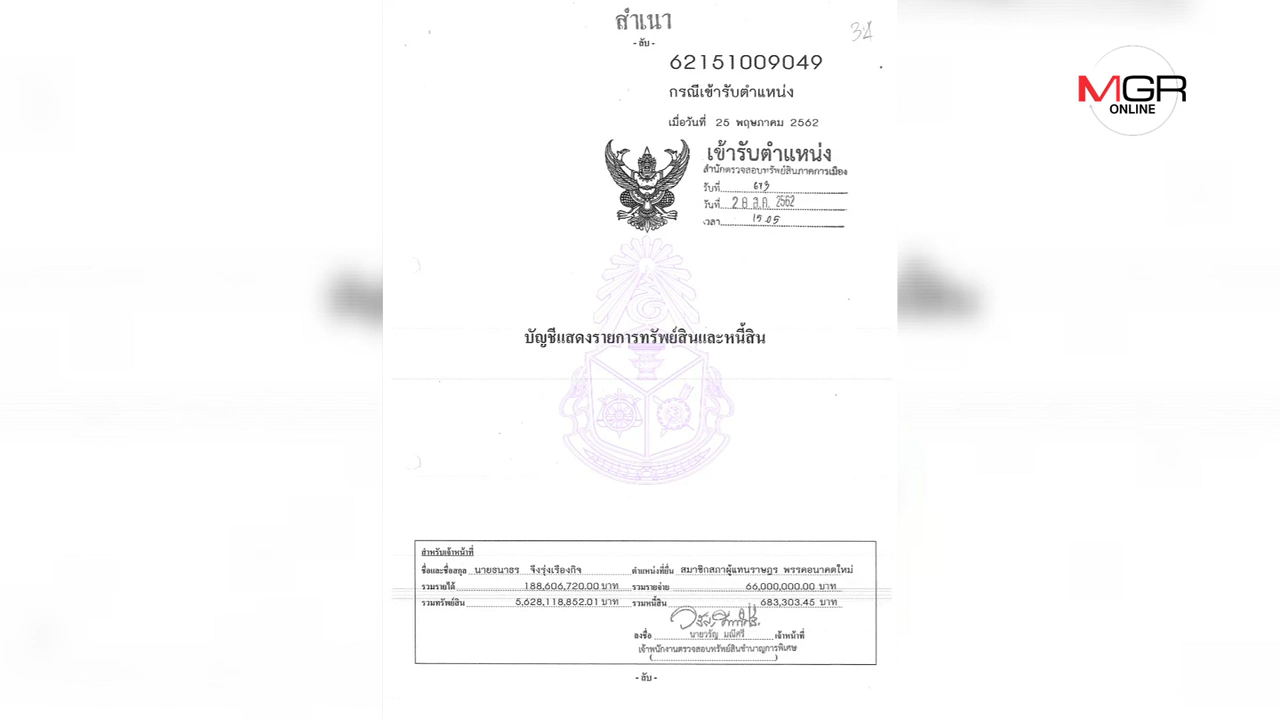 สำเนา
- ลับ -
62151009049
กรณีเข้ารับตำแหน่ง
เมื่อวันที่ 25 พฤษภาคม 2562
เข้ารับตำแหน่ง
สำนักตรวจสอบทรัพย์สินภาคการเมือง
รับที่
วันที่ 28 ส.ค. 2562
เวลา 15.05
MGR
ONLINE
บัญชีแสดงรายการทรัพย์สินและหนี้สิน
สำหรับเจ้าหน้าที่
ชื่อและชื่อสกุล นายธนาธร จึงรุ่งเรืองกิจ ตำแหน่งที่ยื่น สมาชิกสภาผู้แทนราษฎร พรรคอนาคตใหม่
รวมรายได้ 188,606,720.00 บาท รวมรายจ่าย 66,000,000.00 บาท
รวมทรัพย์สิน 5,628,118,852.01 บาท รวมหนี้สิน 683,303.45 บาท
ลงชื่อ นายวรัญ มณีศรี เจ้าหน้าที่
เจ้าพนักงานตรวจสอบทรัพย์สินชำนาญการพิเศษ
- ลับ -